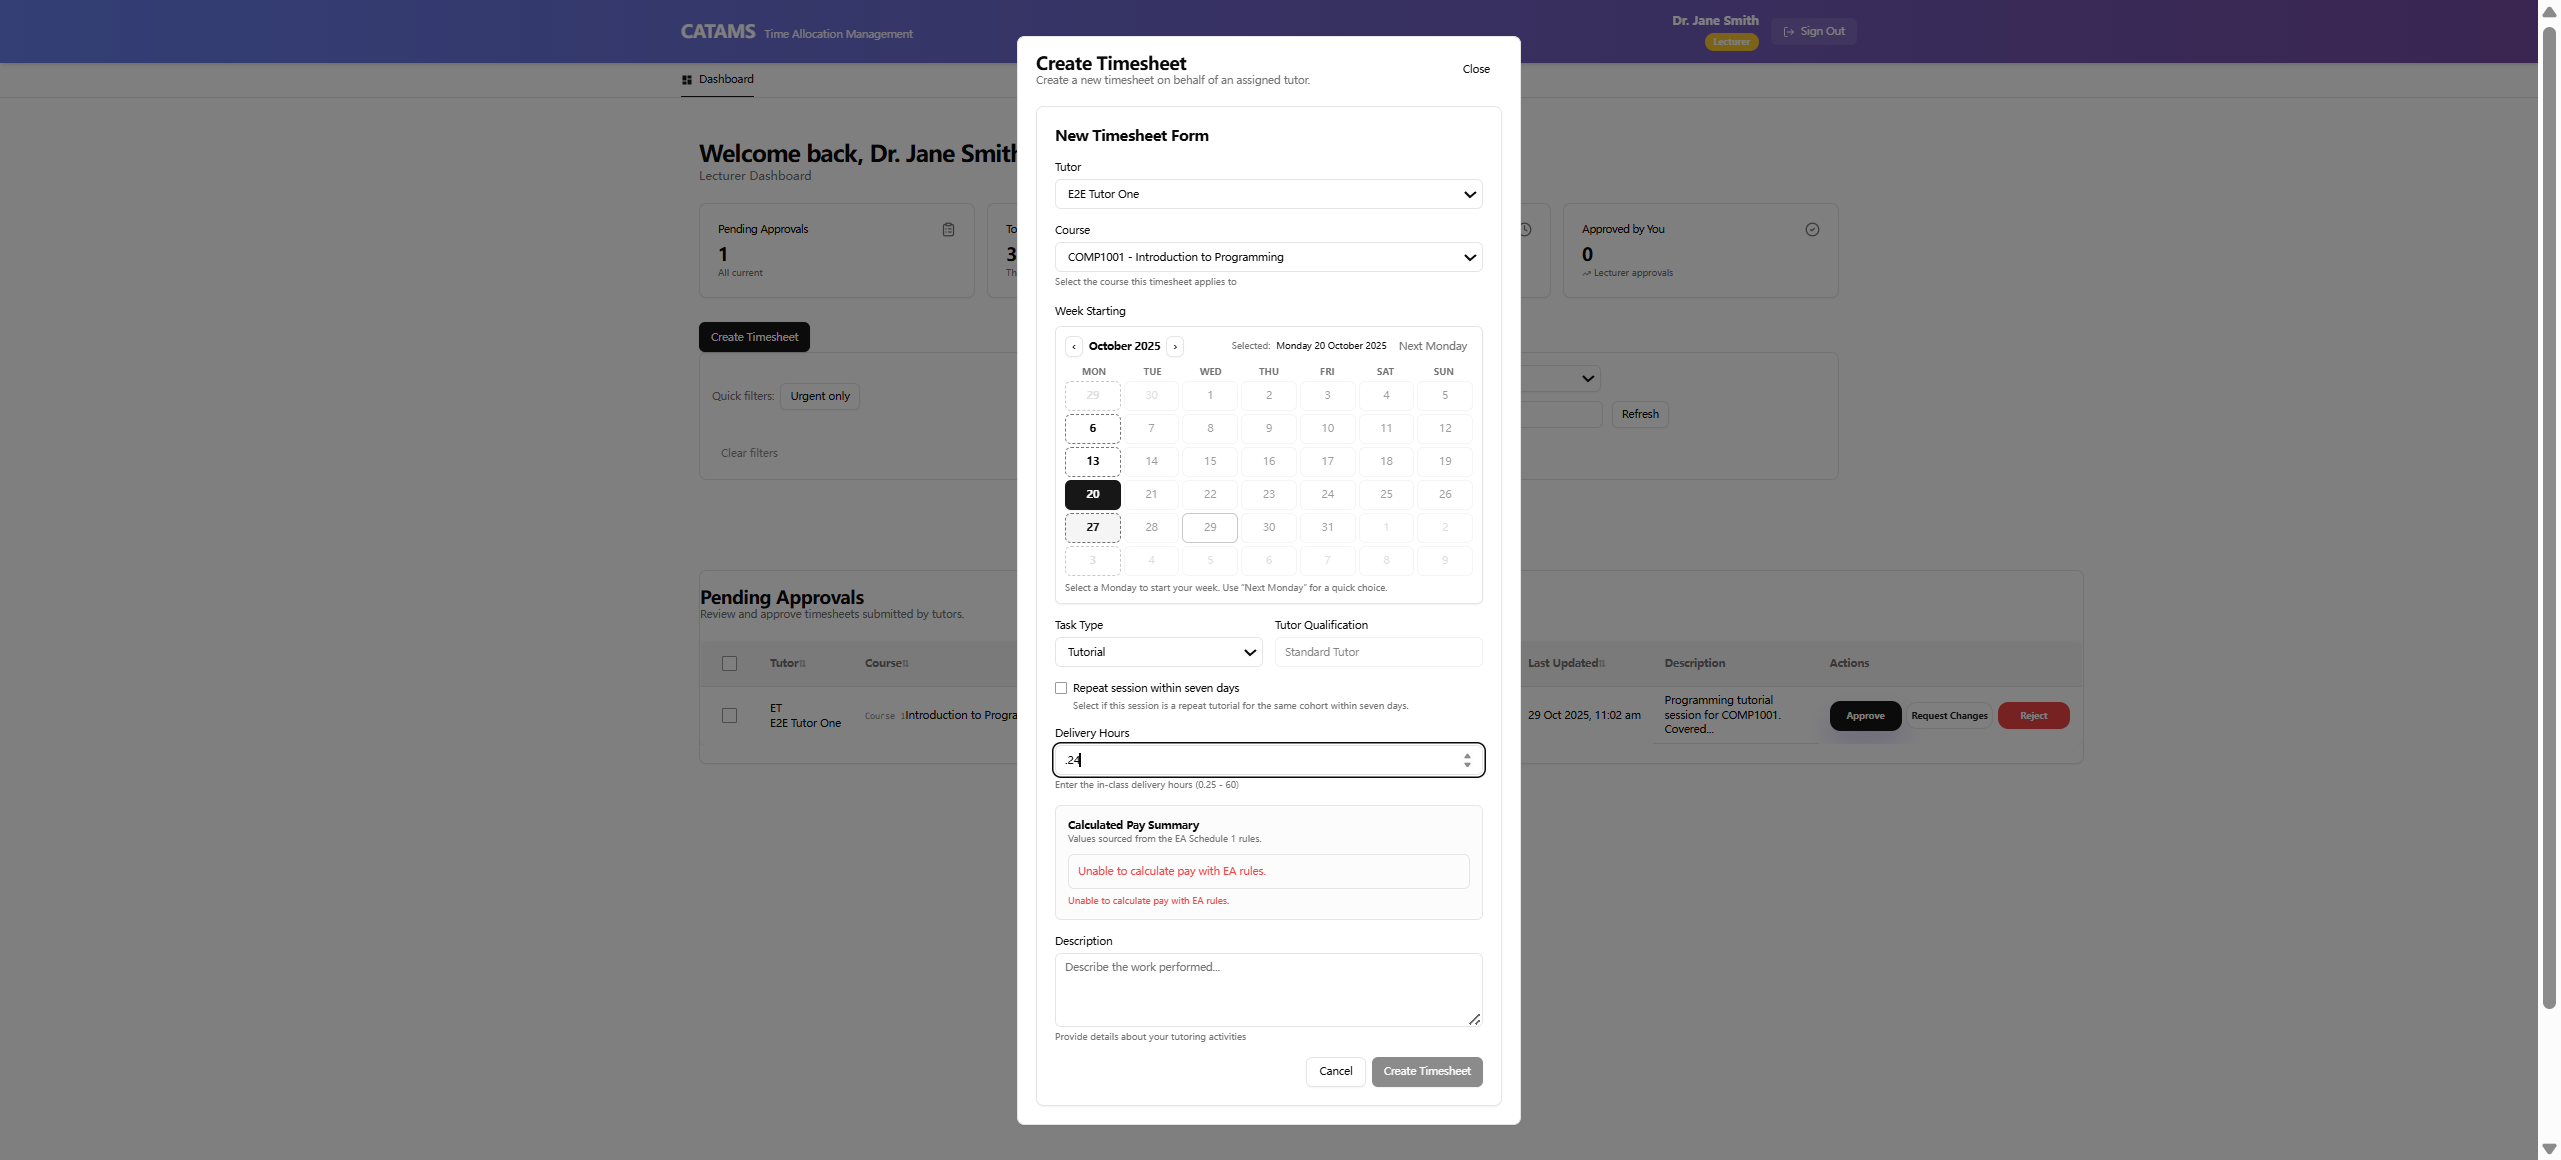 CATAMS Time Allocation Management
Dr. Jane Smith
Lecturer
Sign Out
Dashboard
Welcome back, Dr. Jane Smith
Lecturer Dashboard
Pending Approvals
1
All current
To
3
Th
Approved by You
0
Lecturer approvals
Create Timesheet
Quick filters: Urgent only
Refresh
Clear filters
Pending Approvals
Review and approve timesheets submitted by tutors.
Tutor Course Last Updated Description Actions
ET
E2E Tutor One
Course 1Introduction to Progra
29 Oct 2025, 11:02 am
Programming tutorial
session for COMP1001.
Covered...
Approve Request Changes Reject
Create Timesheet
Create a new timesheet on behalf of an assigned tutor.
Close
New Timesheet Form
Tutor
E2E Tutor One
Course
COMP1001 - Introduction to Programming
Select the course this timesheet applies to
Week Starting
‹ October 2025 › Selected: Monday 20 October 2025 Next Monday
MON TUE WED THU FRI SAT SUN
29 30 1 2 3 4 5
6 7 8 9 10 11 12
13 14 15 16 17 18 19
20 21 22 23 24 25 26
27 28 29 30 31 1 2
3 4 5 6 7 8 9
Select a Monday to start your week. Use "Next Monday" for a quick choice.
Task Type Tutor Qualification
Tutorial Standard Tutor
Repeat session within seven days
Select if this session is a repeat tutorial for the same cohort within seven days.
Delivery Hours
.24
Enter the in-class delivery hours (0.25 - 60)
Calculated Pay Summary
Values sourced from the EA Schedule 1 rules.
Unable to calculate pay with EA rules.
Unable to calculate pay with EA rules.
Description
Describe the work performed...
Provide details about your tutoring activities
Cancel Create Timesheet